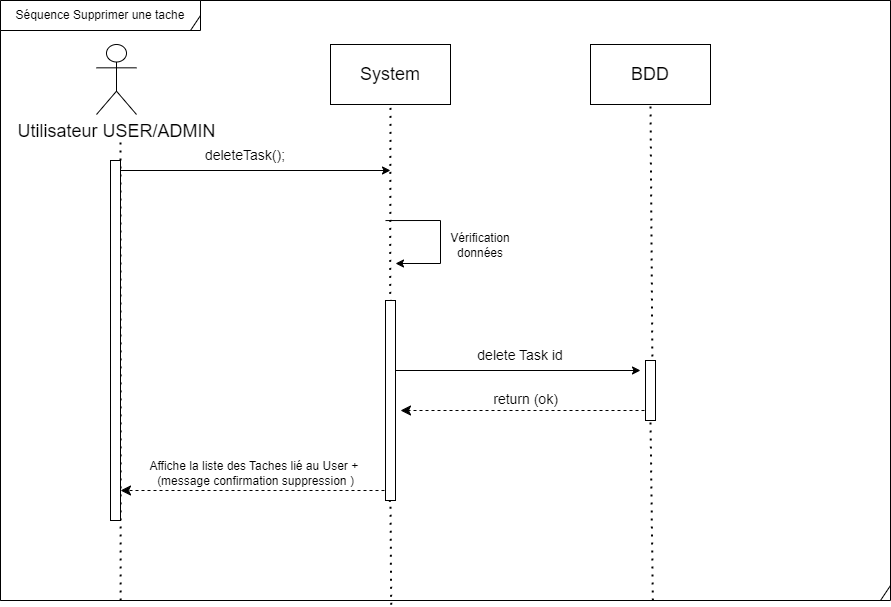 Séquence Supprimer une tache
System
BDD
Utilisateur USER/ADMIN
deleteTask();
Vérification
données
delete Task id
return (ok)
Affiche la liste des Taches lié au User +
(message confirmation suppression )